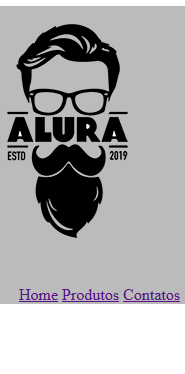 ALURA
ESTD 2019
Home Produtos Contatos